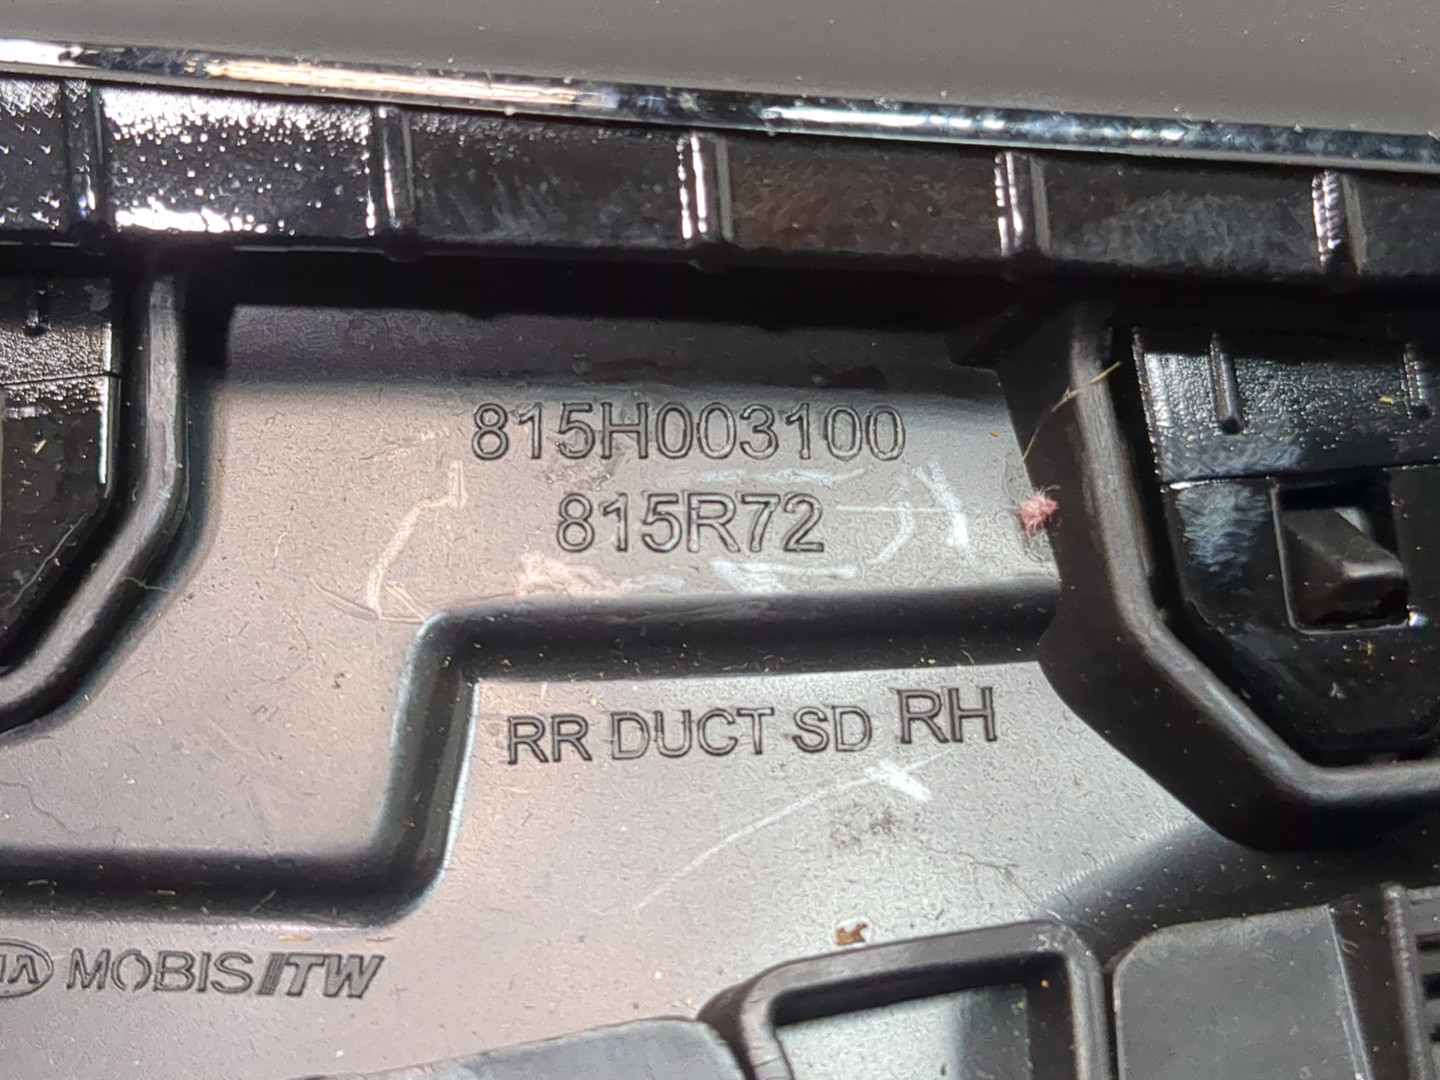 815H003100
815R72
RR DUCT SD RH
MOBIS ITW